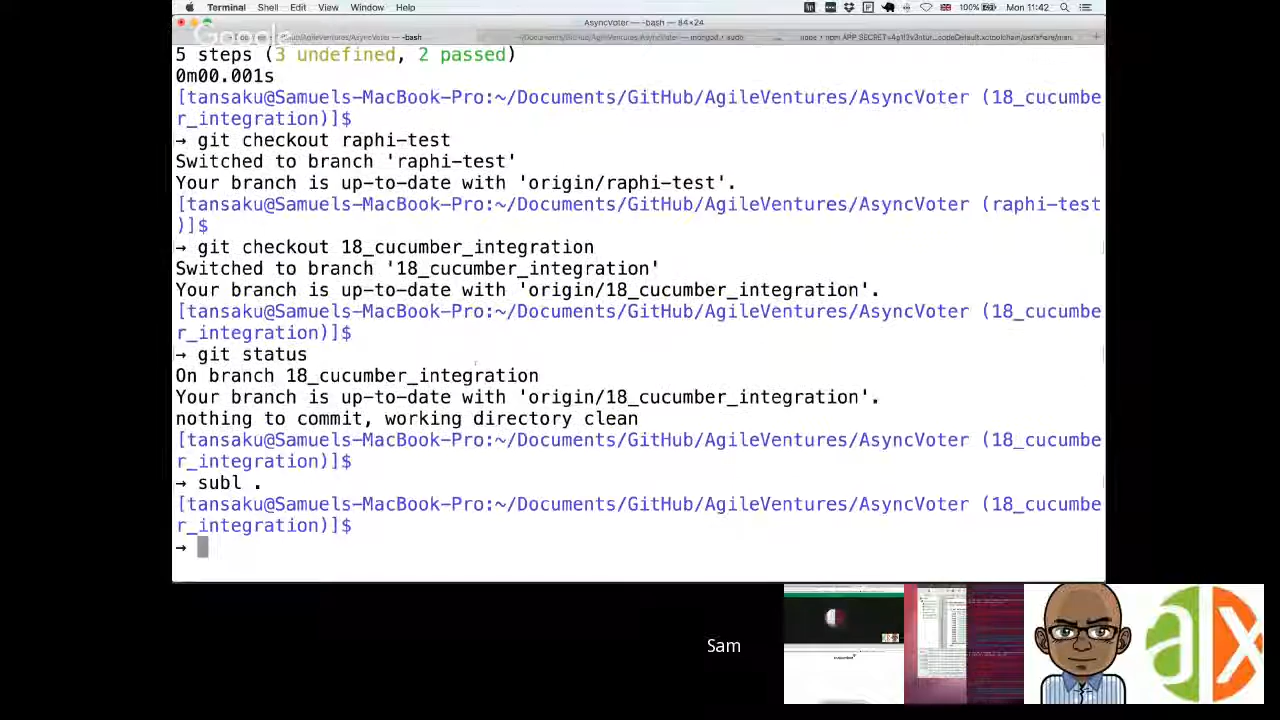 Terminal Shell Edit View Window Help 100% Mon 11:42
AsyncVoter — -bash — 84×24
Google
5 steps (3 undefined, 2 passed)
0m00.001s
[tansaku@Samuels-MacBook-Pro:~/Documents/GitHub/AgileVentures/AsyncVoter (18_cucumbe
r_integration)]$
→ git checkout raphi-test
Switched to branch 'raphi-test'
Your branch is up-to-date with 'origin/raphi-test'.
[tansaku@Samuels-MacBook-Pro:~/Documents/GitHub/AgileVentures/AsyncVoter (raphi-test
)]$
→ git checkout 18_cucumber_integration
Switched to branch '18_cucumber_integration'
Your branch is up-to-date with 'origin/18_cucumber_integration'.
[tansaku@Samuels-MacBook-Pro:~/Documents/GitHub/AgileVentures/AsyncVoter (18_cucumbe
r_integration)]$
→ git status
On branch 18_cucumber_integration
Your branch is up-to-date with 'origin/18_cucumber_integration'.
nothing to commit, working directory clean
[tansaku@Samuels-MacBook-Pro:~/Documents/GitHub/AgileVentures/AsyncVoter (18_cucumbe
r_integration)]$
→ subl .
[tansaku@Samuels-MacBook-Pro:~/Documents/GitHub/AgileVentures/AsyncVoter (18_cucumbe
r_integration)]$
→
Sam
ax